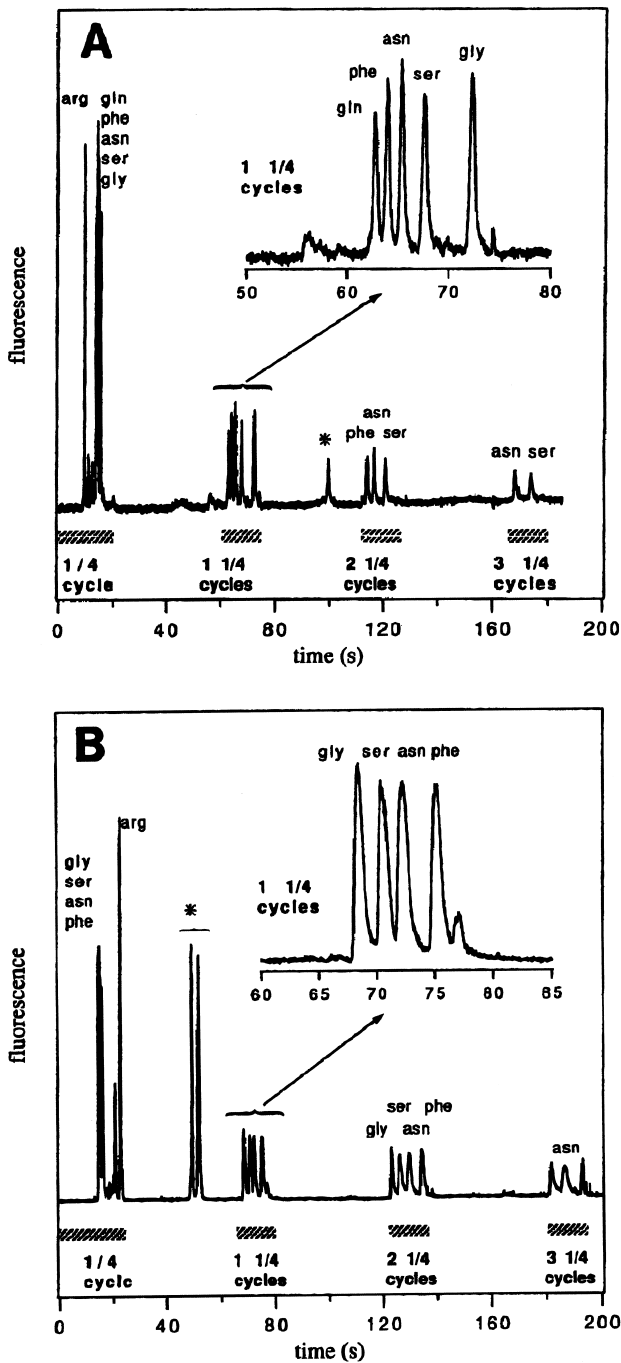 A
asn
phe
gly
ser
gln
arg gln
phe
asn
ser
gly
1 1/4
cycles
50 60 70 80
fluorescence
*
asn
phe ser
asn ser
1/4
cycle
1 1/4
cycles
2 1/4
cycles
3 1/4
cycles
0 40 80 120 160 200
time (s)
B
gly ser asn phe
arg
gly
ser
asn
phe
*
1 1/4
cycles
60 65 70 75 80 85
fluorescence
ser phe
gly asn
asn
1/4
cycle
1 1/4
cycles
2 1/4
cycles
3 1/4
cycles
0 40 80 120 160 200
time (s)